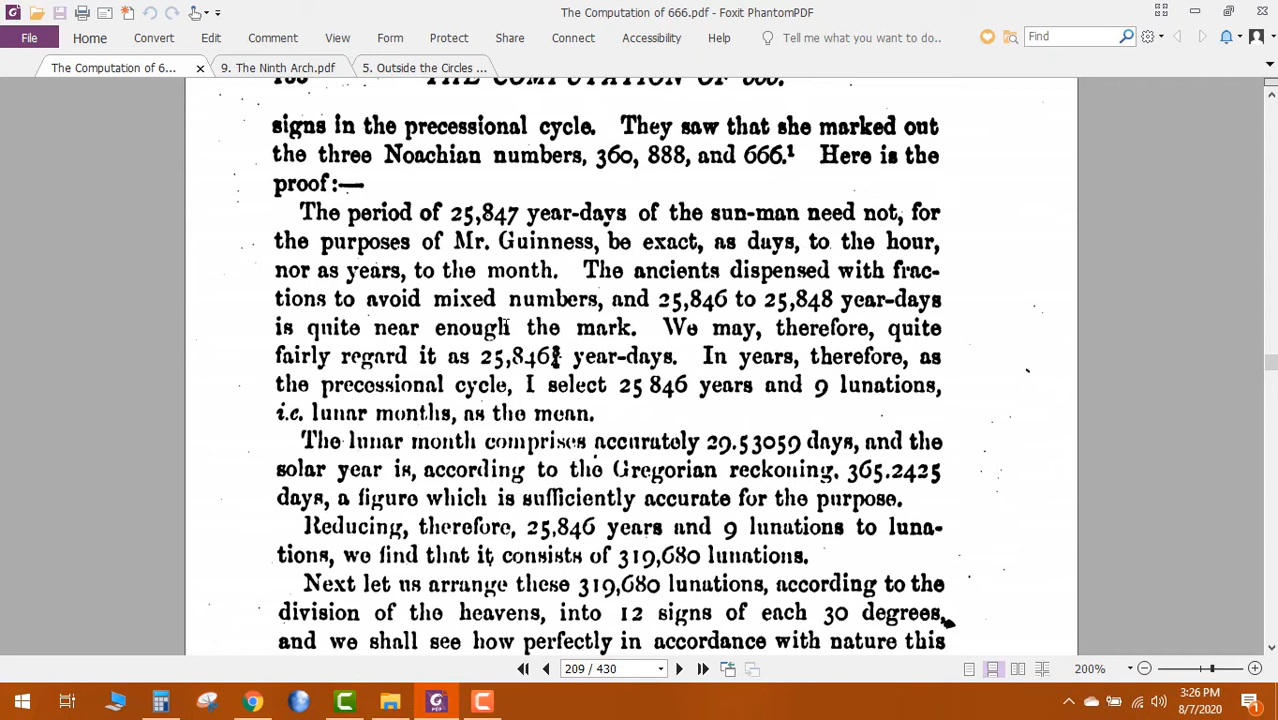 The Computation of 666.pdf - Foxit PhantomPDF
File Home Convert Edit Comment View Form Protect Share Connect Accessibility Help Tell me what you want to do... Find
The Computation of 6... 9. The Ninth Arch.pdf 5. Outside the Circles ...
THE COMPUTATION OF 666.
signs in the precessional cycle. They saw that she marked out
the three Noachian numbers, 360, 888, and 666.¹ Here is the
proof:—
The period of 25,847 year-days of the sun-man need not, for
the purposes of Mr. Guinness, be exact, as days, to the hour,
nor as years, to the month. The ancients dispensed with frac-
tions to avoid mixed numbers, and 25,846 to 25,848 year-days
is quite near enough the mark. We may, therefore, quite
fairly regard it as 25,846¾ year-days. In years, therefore, as
the precessional cycle, I select 25 846 years and 9 lunations,
i.e. lunar months, as the mean.
The lunar month comprises accurately 29.53059 days, and the
solar year is, according to the Gregorian reckoning. 365.2425
days, a figure which is sufficiently accurate for the purpose.
Reducing, therefore, 25,846 years and 9 lunations to luna-
tions, we find that it consists of 319,680 lunations.
Next let us arrange these 319,680 lunations, according to the
division of the heavens, into 12 signs of each 30 degrees,
and we shall see how perfectly in accordance with nature this
209 / 430 200%
3:26 PM
8/7/2020